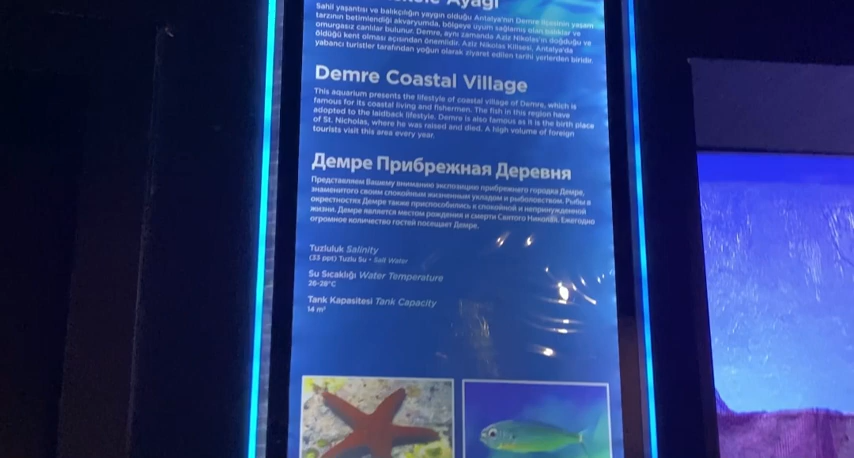 Ayağı
Sahil yaşantısı ve balıkçılığın yaygın olduğu Antalya'nın Demre ilçesinin yaşam
tarzının betimlendiği akvaryumda, bölgeye uyum sağlamış olan balıklar ve
omurgasız canlılar bulunur. Demre, aynı zamanda Aziz Nikolas'ın doğduğu ve
öldüğü kent olması açısından önemlidir. Aziz Nikolas Kilisesi, Antalya'da
yabancı turistler tarafından yoğun olarak ziyaret edilen tarihi yerlerden biridir.
Demre Coastal Village
This aquarium presents the lifestyle of coastal village of Demre, which is
famous for its coastal living and fishermen. The fish in this region have
adopted to the laidback lifestyle. Demre is also famous as it is the birth place
of St. Nicholas, where he was raised and died. A high volume of foreign
tourists visit this area every year.
Демре Прибрежная Деревня
Представляем Вашему вниманию экспозицию прибрежного городка Демре,
знаменитого своим спокойным жизненным укладом и рыболовством. Рыбы в
окрестностях Демре также приспособились к спокойной и непринужденной
жизни. Демре является местом рождения и смерти Святого Николая. Ежегодно
огромное количество гостей посещает Демре.
Tuzluluk Salinity
(33 ppt) Tuzlu Su - Salt Water
Su Sıcaklığı Water Temperature
26-28°C
Tank Kapasitesi Tank Capacity
14 m³